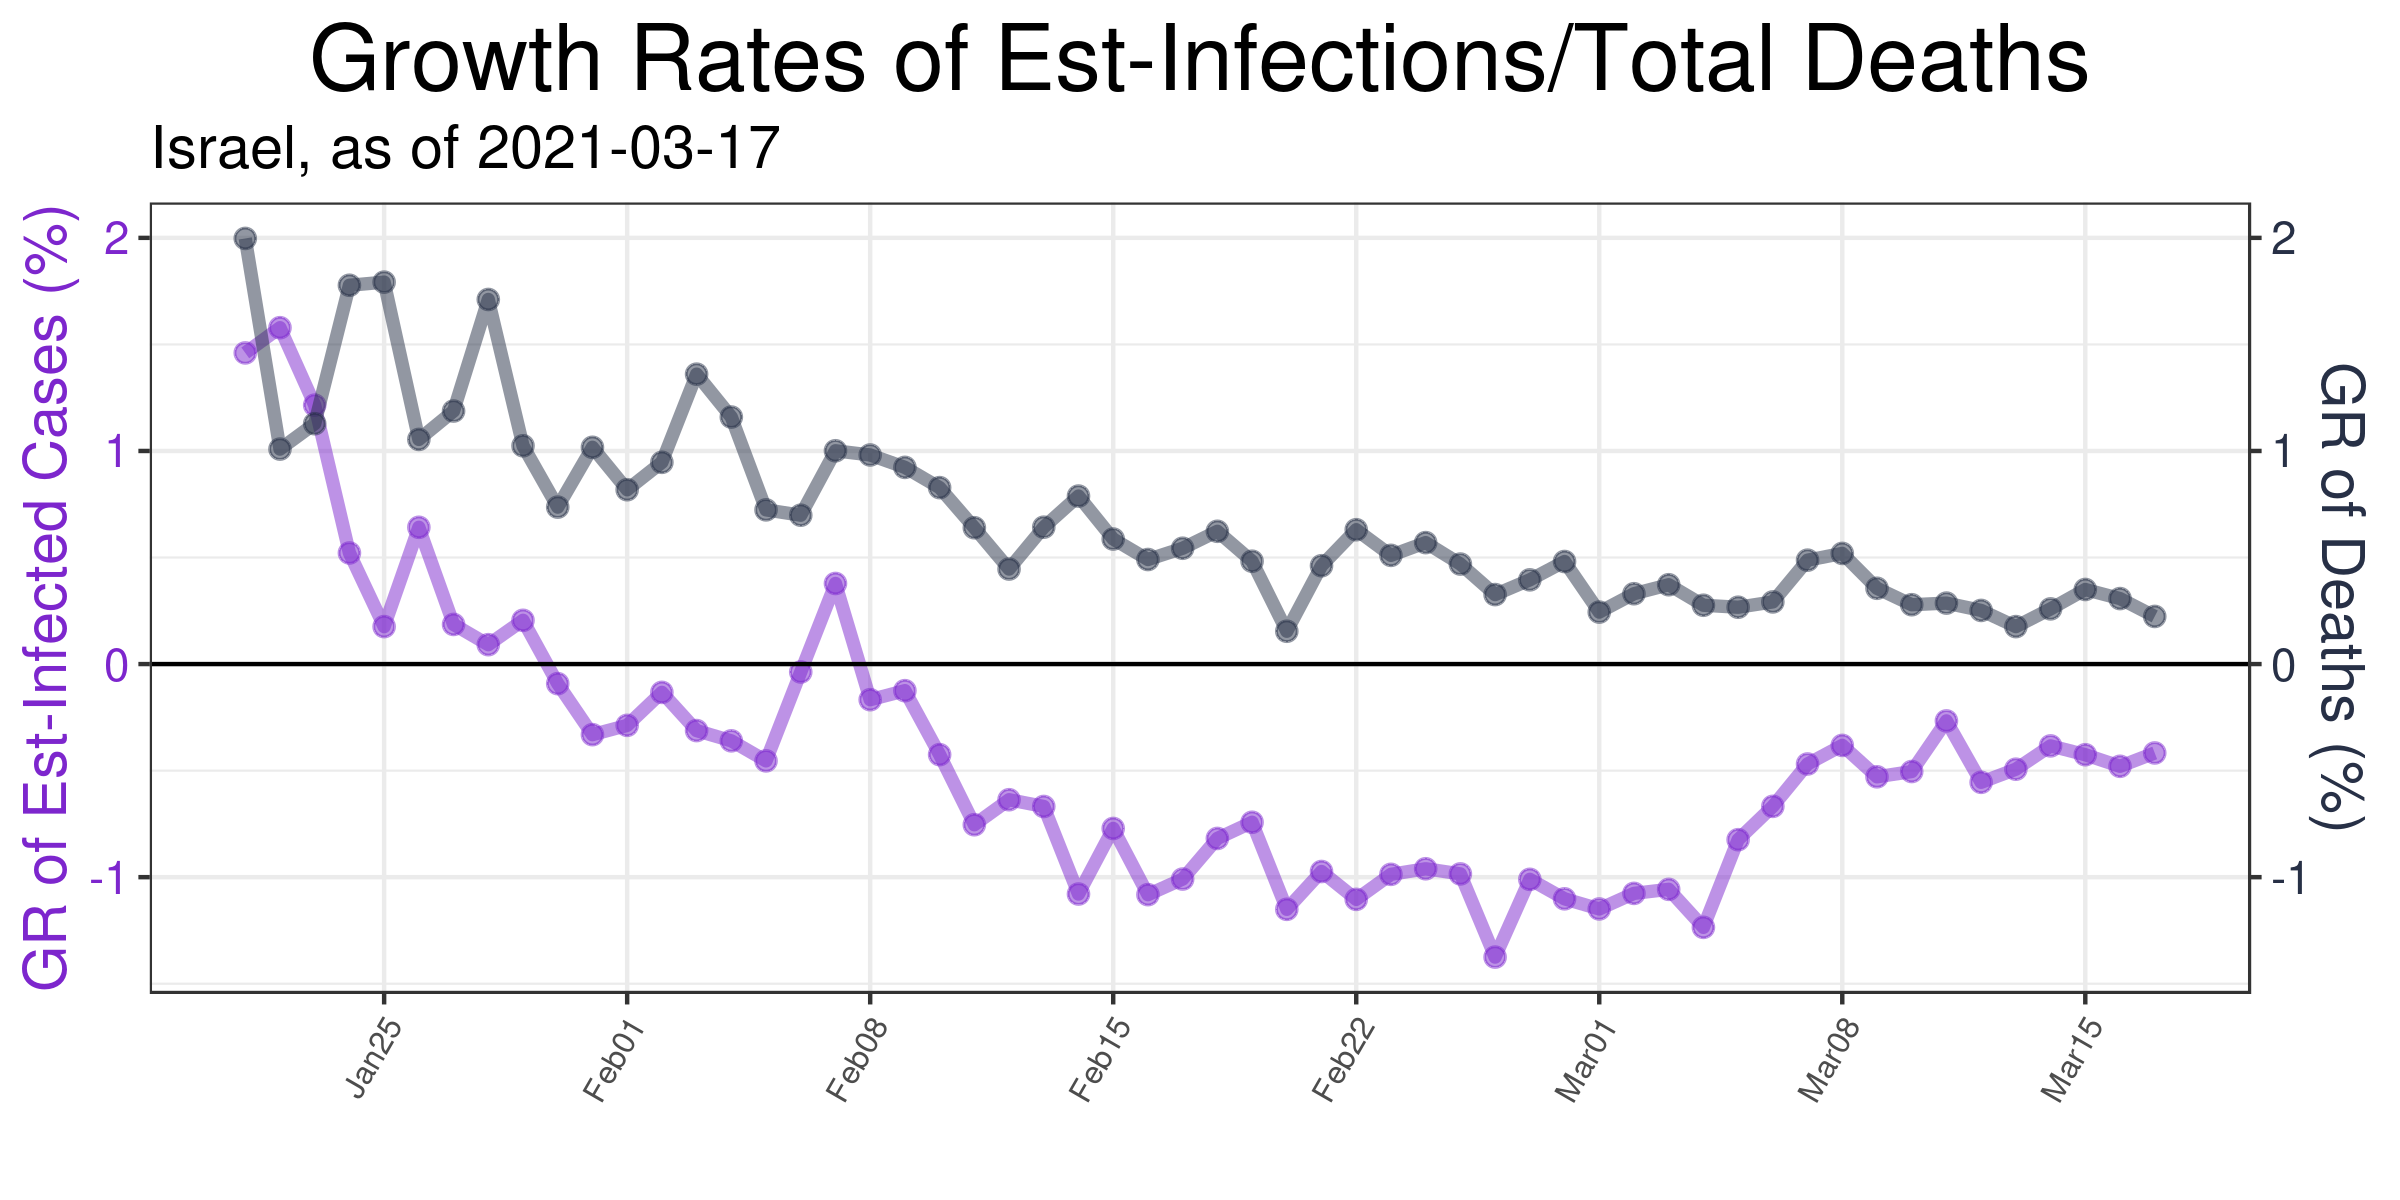 Growth Rates of Est-Infections/Total Deaths
Israel, as of 2021-03-17
GR of Est-Infected Cases (%)
2
1
0
-1
2
1
0
-1
GR of Deaths (%)
Jan25
Feb01
Feb08
Feb15
Feb22
Mar01
Mar08
Mar15